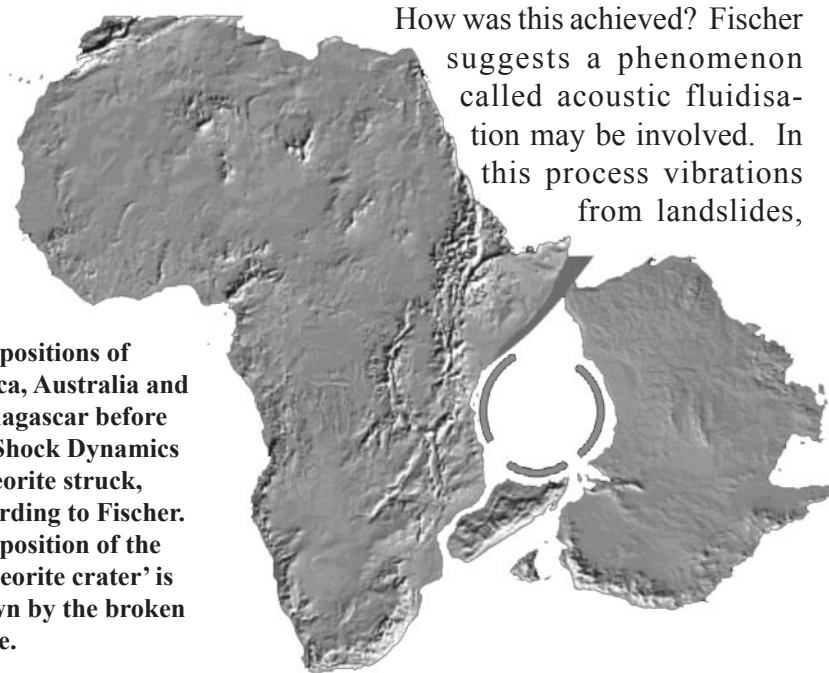 How was this achieved? Fischer
suggests a phenomenon
called acoustic fluidisa-
tion may be involved. In
this process vibrations
from landslides,
positions of
ca, Australia and
agascar before
Shock Dynamics
eorite struck,
ording to Fischer.
position of the
eorite crater’ is
wn by the broken
e.